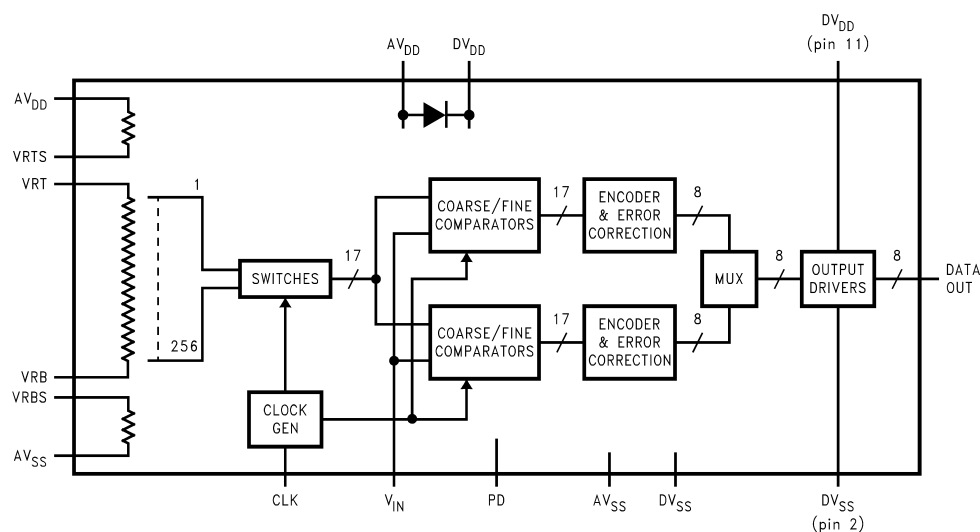 AVDD
DVDD
DVDD
(pin 11)
AVDD
VRTS
VRT
1
256
VRB
VRBS
AVSS
SWITCHES
17
CLOCK
GEN
COARSE/FINE
COMPARATORS
17
ENCODER
& ERROR
CORRECTION
8
COARSE/FINE
COMPARATORS
17
ENCODER
& ERROR
CORRECTION
8
MUX
8
OUTPUT
DRIVERS
8
DATA
OUT
CLK
VIN
PD
AVSS
DVSS
DVSS
(pin 2)